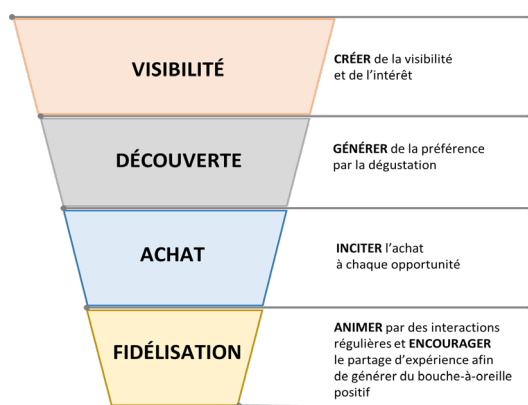 VISIBILITÉ
CRÉER de la visibilité
et de l'intérêt
DÉCOUVERTE
GÉNÉRER de la préférence
par la dégustation
ACHAT
INCITER l'achat
à chaque opportunité
FIDÉLISATION
ANIMER par des interactions
régulières et ENCOURAGER
le partage d'expérience afin
de générer du bouche-à-oreille
positif